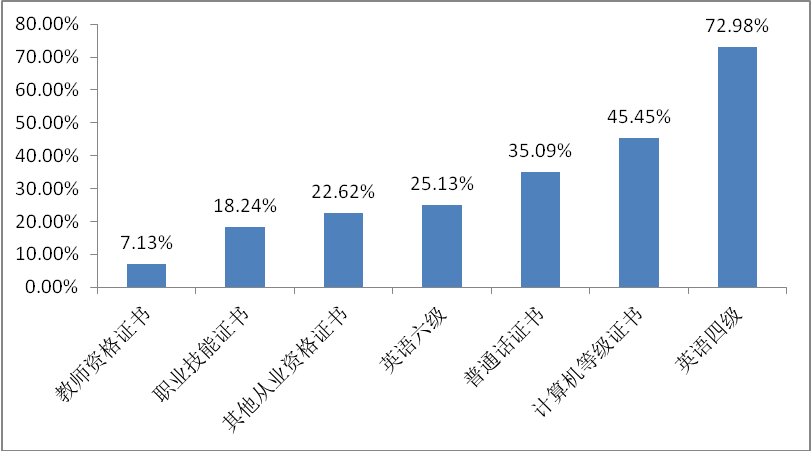 80.00%
70.00%
60.00%
50.00%
40.00%
30.00%
20.00%
10.00%
0.00%
7.13%
18.24%
22.62%
25.13%
35.09%
45.45%
72.98%
教师资格证书
职业技能证书
其他从业资格证书
英语六级
普通话证书
计算机等级证书
英语四级